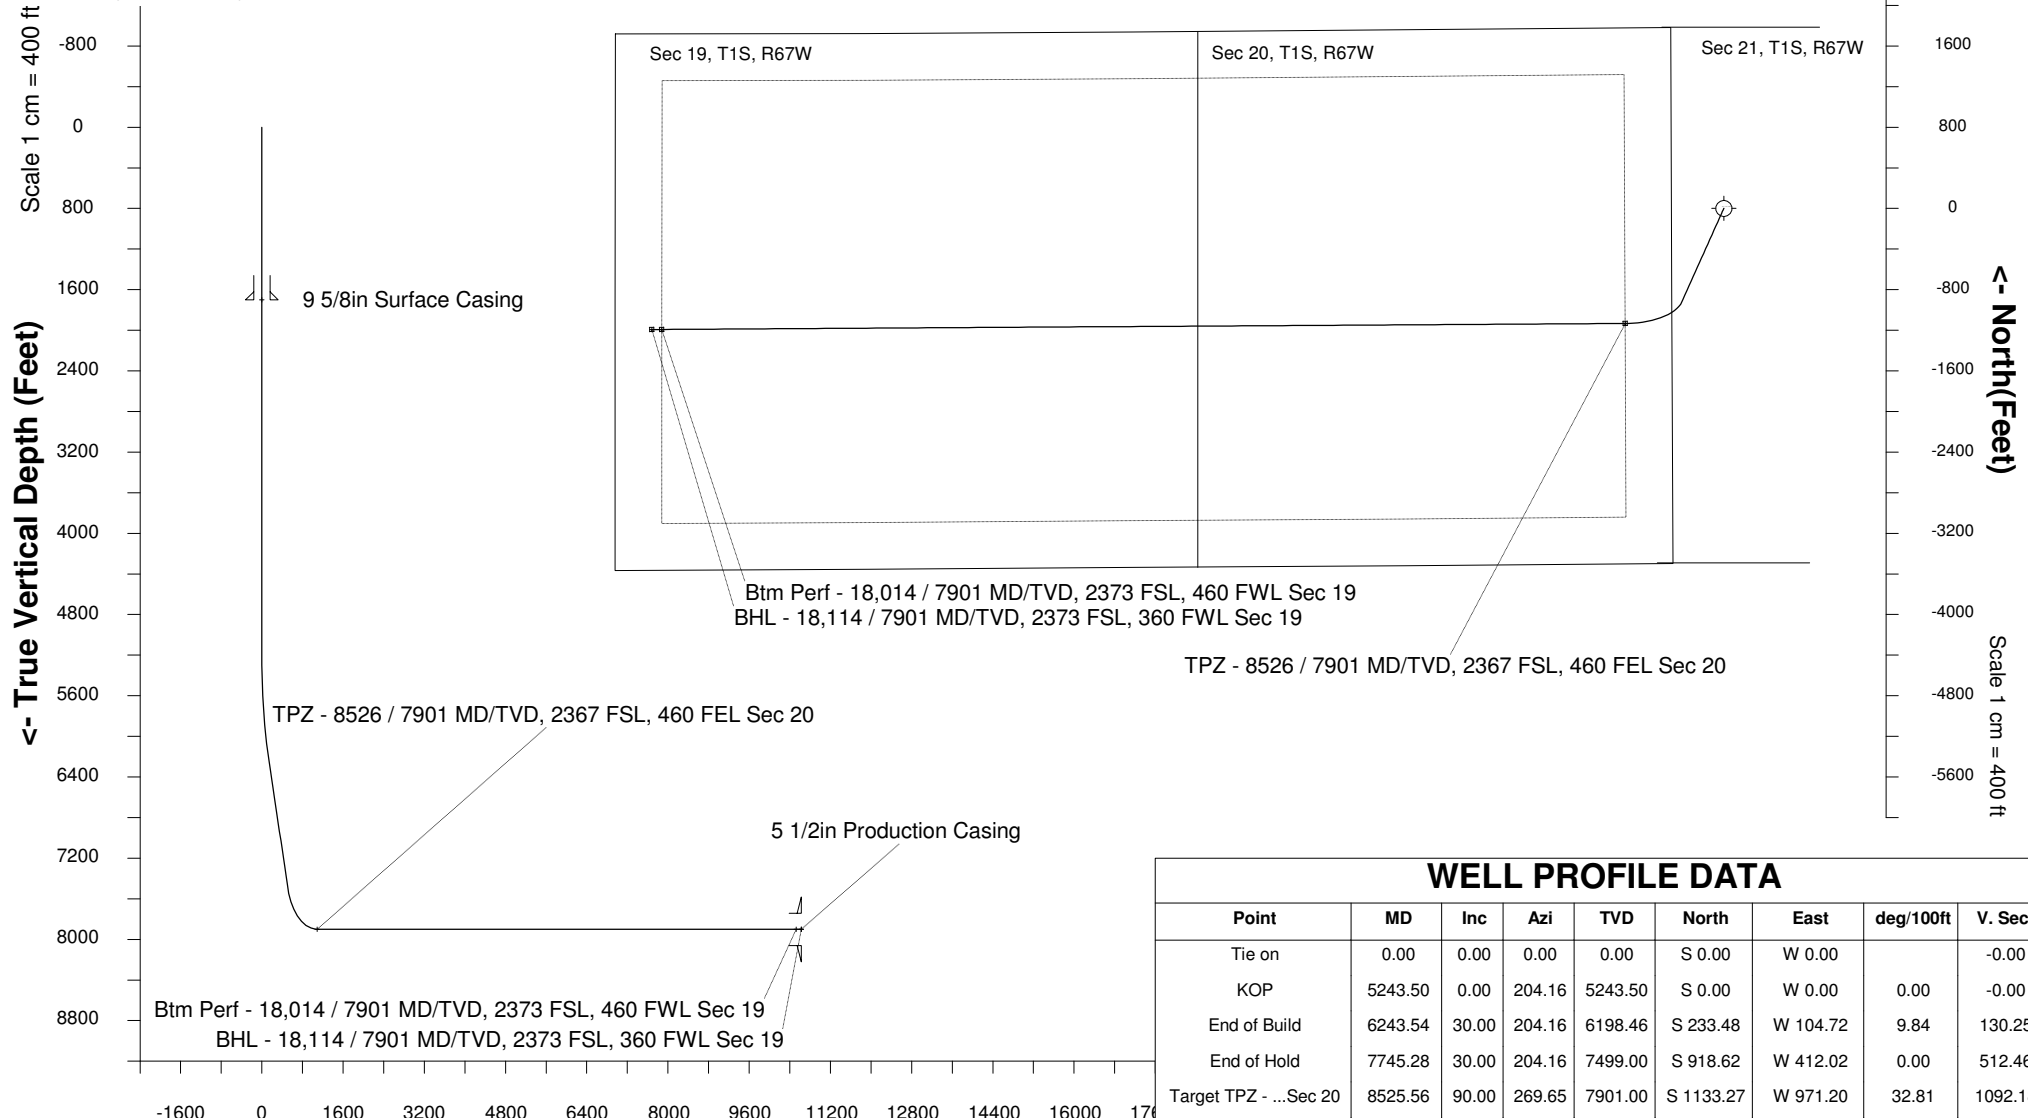 Scale 1 cm = 400 ft
<- True Vertical Depth (Feet)
-800
0
800
1600
2400
3200
4000
4800
5600
6400
7200
8000
8800
Sec 19, T1S, R67W
Sec 20, T1S, R67W
Sec 21, T1S, R67W
9 5/8in Surface Casing
Btm Perf - 18,014 / 7901 MD/TVD, 2373 FSL, 460 FWL Sec 19
BHL - 18,114 / 7901 MD/TVD, 2373 FSL, 360 FWL Sec 19
TPZ - 8526 / 7901 MD/TVD, 2367 FSL, 460 FEL Sec 20
TPZ - 8526 / 7901 MD/TVD, 2367 FSL, 460 FEL Sec 20
5 1/2in Production Casing
Btm Perf - 18,014 / 7901 MD/TVD, 2373 FSL, 460 FWL Sec 19
BHL - 18,114 / 7901 MD/TVD, 2373 FSL, 360 FWL Sec 19
-1600 0 1600 3200 4800 6400 8000 9600 11200 12800 14400 16000
1600
800
0
-800
-1600
-2400
-3200
-4000
-4800
-5600
<- North(Feet)
Scale 1 cm = 400 ft
WELL PROFILE DATA
Point MD Inc Azi TVD North East deg/100ft V. Sec
Tie on 0.00 0.00 0.00 0.00 S 0.00 W 0.00 -0.00
KOP 5243.50 0.00 204.16 5243.50 S 0.00 W 0.00 0.00 -0.00
End of Build 6243.54 30.00 204.16 6198.46 S 233.48 W 104.72 9.84 130.25
End of Hold 7745.28 30.00 204.16 7499.00 S 918.62 W 412.02 0.00 512.46
Target TPZ - ...Sec 20 8525.56 90.00 269.65 7901.00 S 1133.27 W 971.20 32.81 1092.1